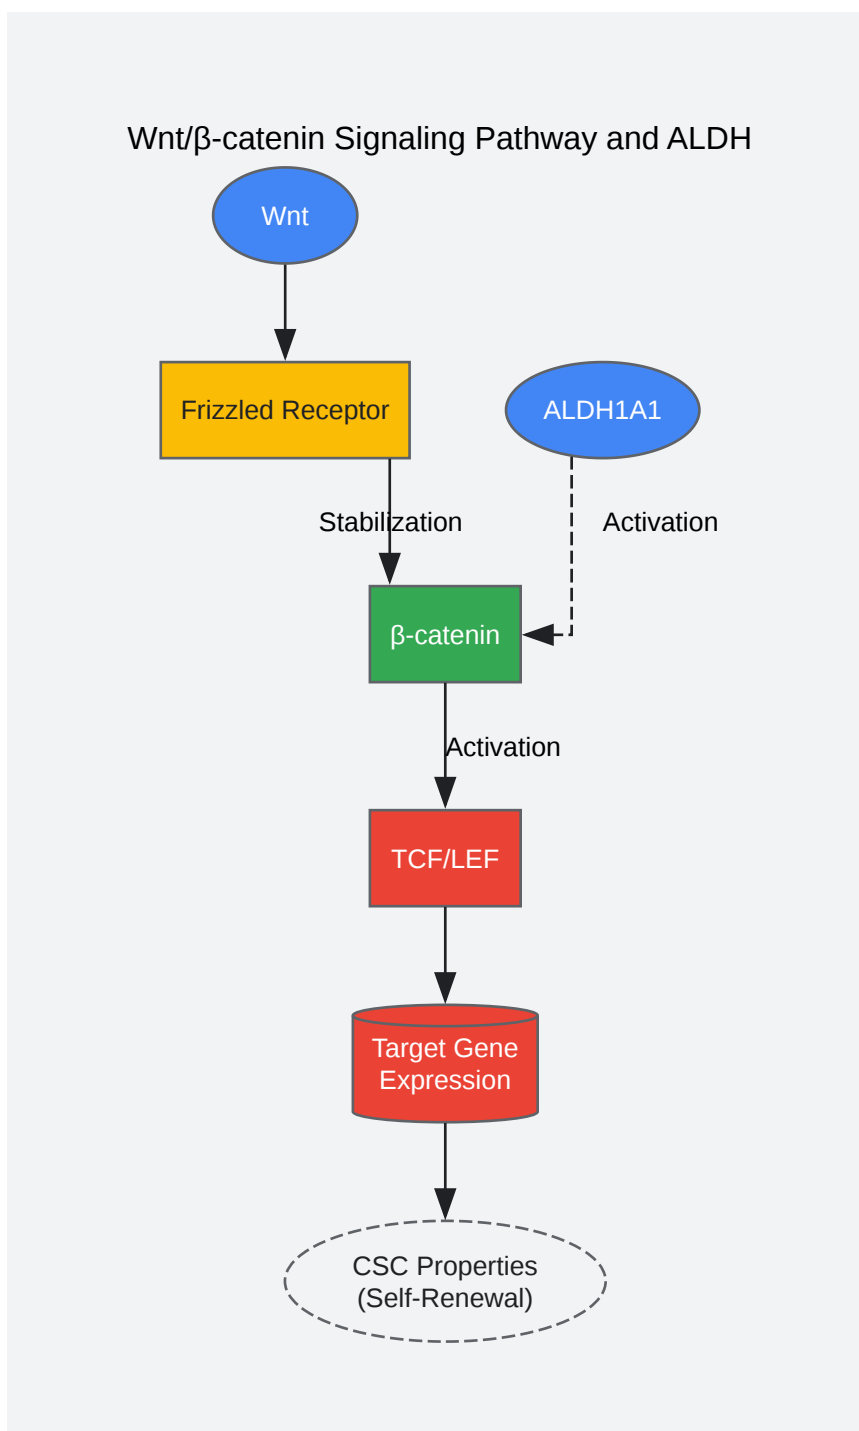 Wnt/β-catenin Signaling Pathway and ALDH
Wnt
Frizzled Receptor
ALDH1A1
Stabilization
Activation
β-catenin
Activation
TCF/LEF
Target Gene
Expression
CSC Properties
(Self-Renewal)